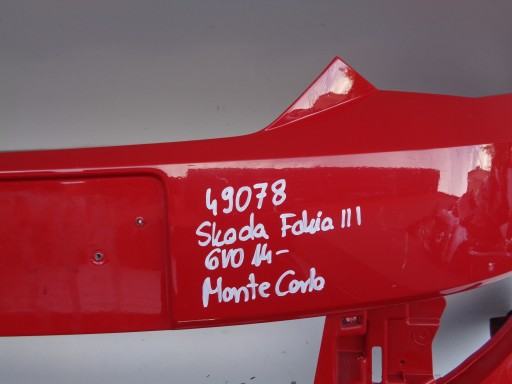 49078
Skoda Fabia III
6V0 14-
Monte Carlo